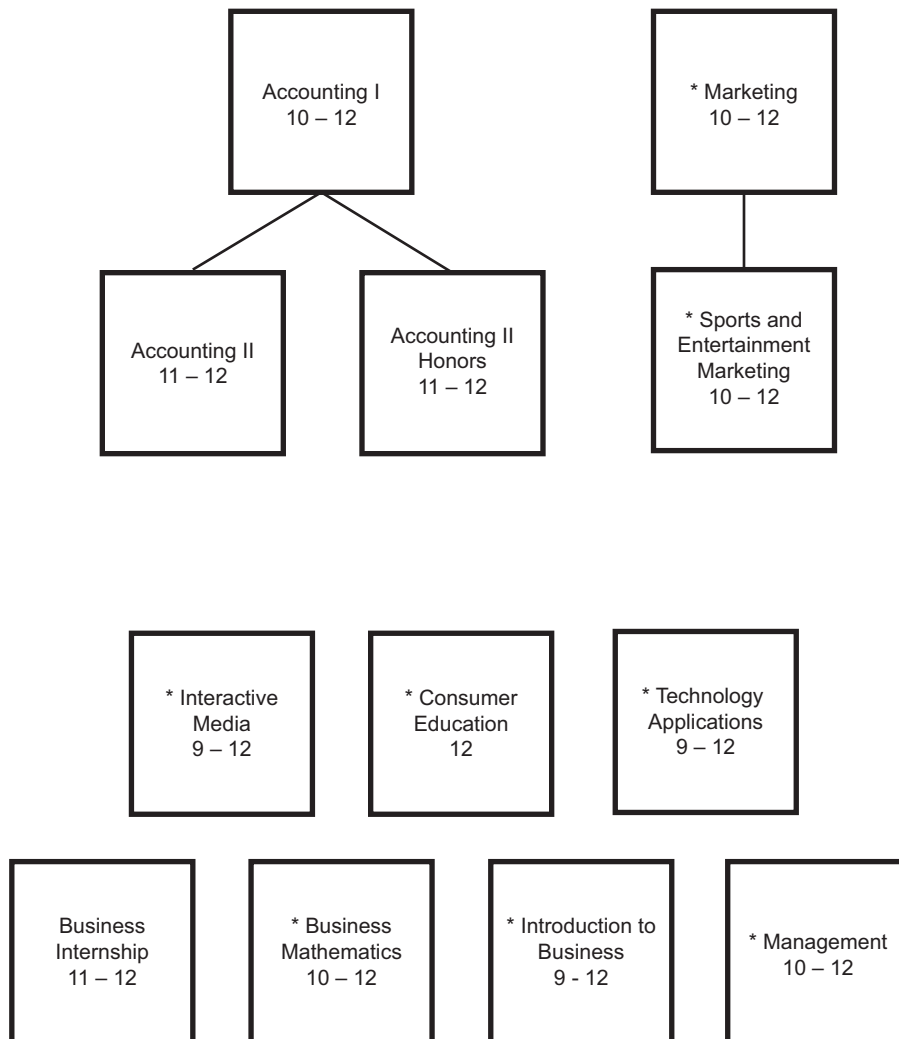 Accounting I
10 – 12
* Marketing
10 – 12
Accounting II
11 – 12
Accounting II
Honors
11 – 12
* Sports and
Entertainment
Marketing
10 – 12
* Interactive
Media
9 – 12
* Consumer
Education
12
* Technology
Applications
9 – 12
Business
Internship
11 – 12
* Business
Mathematics
10 – 12
* Introduction to
Business
9 - 12
* Management
10 – 12